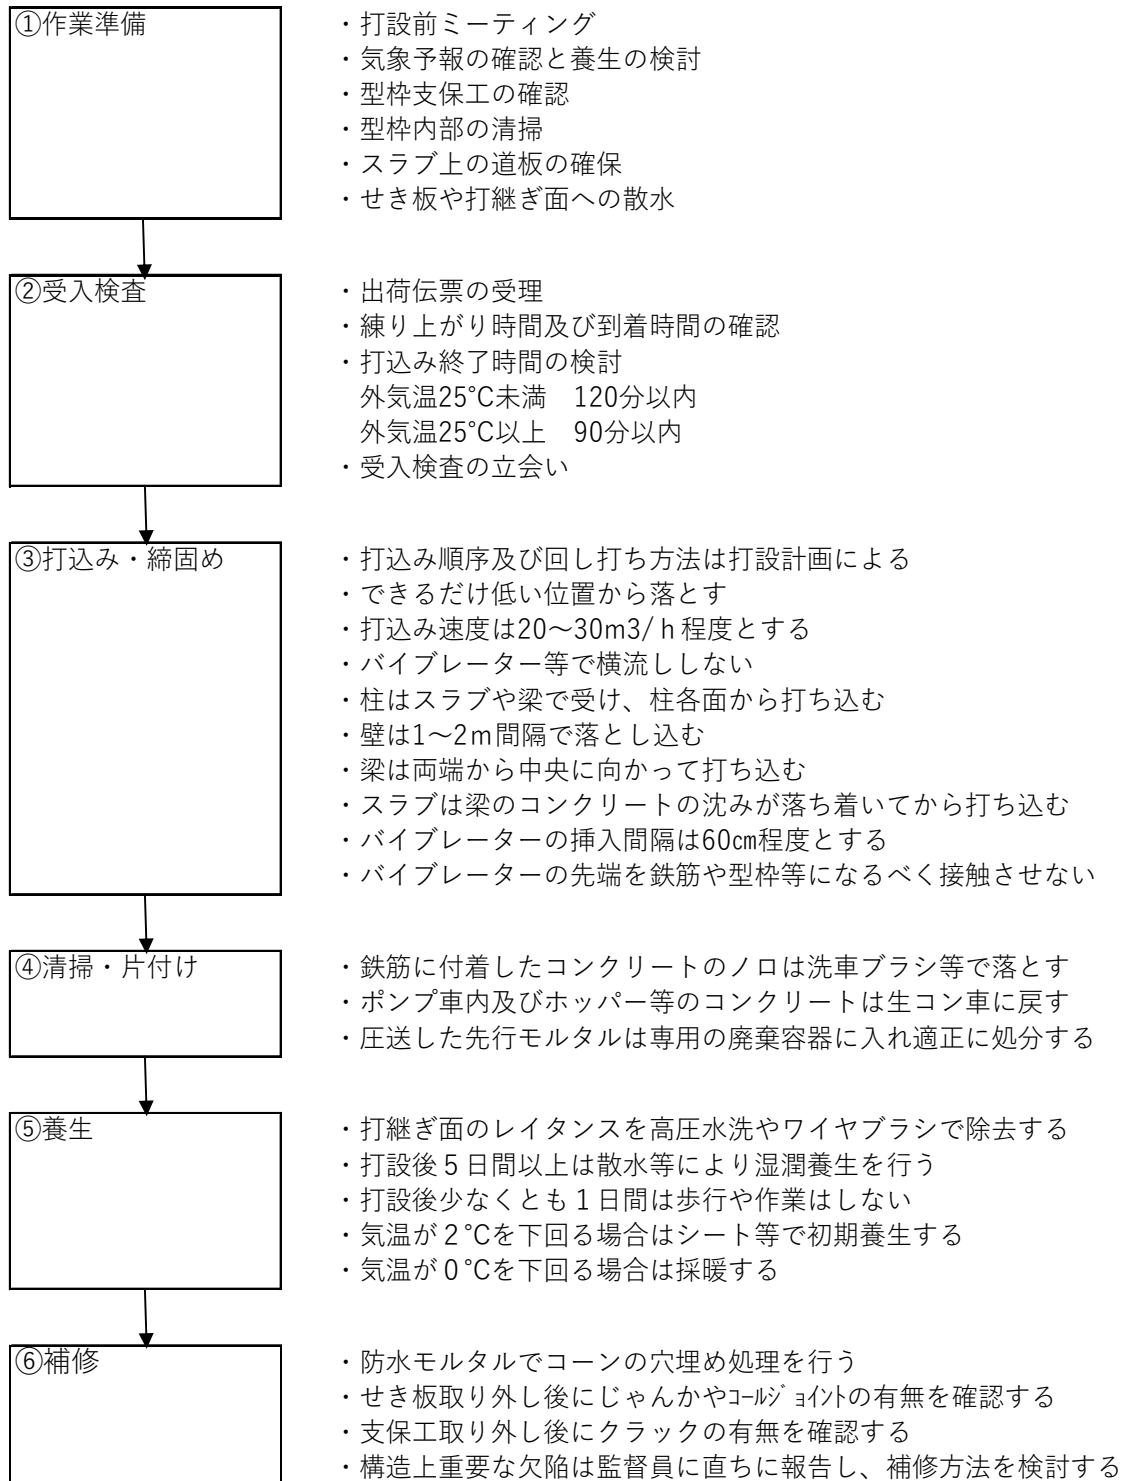 ①作業準備
・打設前ミーティング
・気象予報の確認と養生の検討
・型枠支保工の確認
・型枠内部の清掃
・スラブ上の道板の確保
・せき板や打継ぎ面への散水
②受入検査
・出荷伝票の受理
・練り上がり時間及び到着時間の確認
・打込み終了時間の検討
外気温25°C未満　120分以内
外気温25°C以上　90分以内
・受入検査の立会い
③打込み・締固め
・打込み順序及び回し打ち方法は打設計画による
・できるだけ低い位置から落とす
・打込み速度は20～30m3/ｈ程度とする
・バイブレーター等で横流ししない
・柱はスラブや梁で受け、柱各面から打ち込む
・壁は1～2ｍ間隔で落とし込む
・梁は両端から中央に向かって打ち込む
・スラブは梁のコンクリートの沈みが落ち着いてから打ち込む
・バイブレーターの挿入間隔は60㎝程度とする
・バイブレーターの先端を鉄筋や型枠等になるべく接触させない
④清掃・片付け
・鉄筋に付着したコンクリートのノロは洗車ブラシ等で落とす
・ポンプ車内及びホッパー等のコンクリートは生コン車に戻す
・圧送した先行モルタルは専用の廃棄容器に入れ適正に処分する
⑤養生
・打継ぎ面のレイタンスを高圧水洗やワイヤブラシで除去する
・打設後５日間以上は散水等により湿潤養生を行う
・打設後少なくとも１日間は歩行や作業はしない
・気温が２°Cを下回る場合はシート等で初期養生する
・気温が０°Cを下回る場合は採暖する
⑥補修
・防水モルタルでコーンの穴埋め処理を行う
・せき板取り外し後にじゃんかやｺｰﾙｼﾞｮｲﾝﾄの有無を確認する
・支保工取り外し後にクラックの有無を確認する
・構造上重要な欠陥は監督員に直ちに報告し、補修方法を検討する